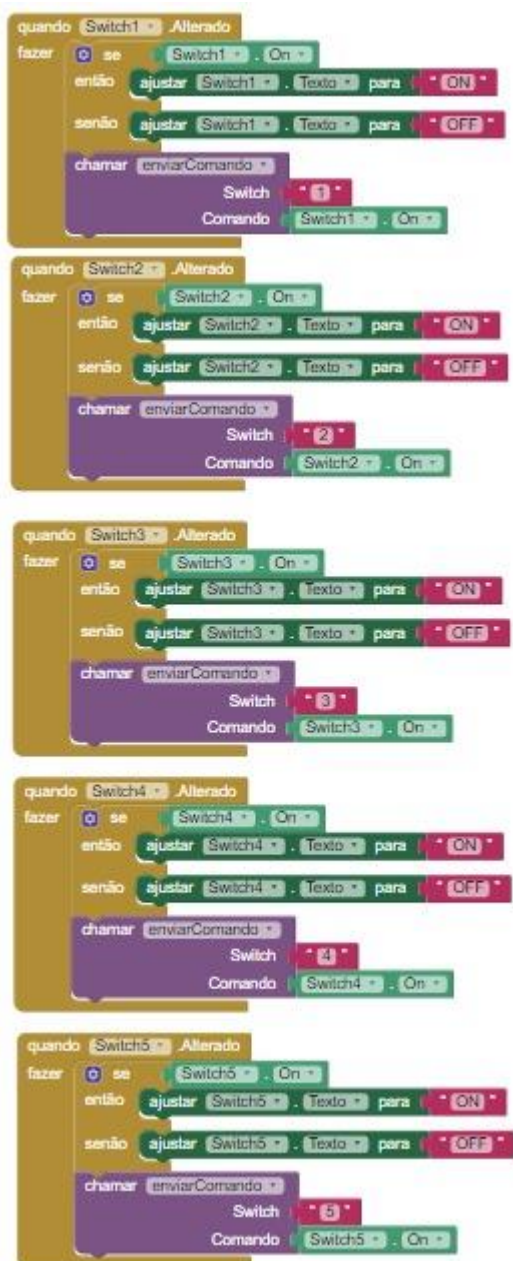 quando Switch1 .Alterado
fazer se Switch1 . On
então ajustar Switch1 . Texto para " ON "
senão ajustar Switch1 . Texto para " OFF "
chamar enviarComando
Switch " 1 "
Comando Switch1 . On
quando Switch2 .Alterado
fazer se Switch2 . On
então ajustar Switch2 . Texto para " ON "
senão ajustar Switch2 . Texto para " OFF "
chamar enviarComando
Switch " 2 "
Comando Switch2 . On
quando Switch3 .Alterado
fazer se Switch3 . On
então ajustar Switch3 . Texto para " ON "
senão ajustar Switch3 . Texto para " OFF "
chamar enviarComando
Switch " 3 "
Comando Switch3 . On
quando Switch4 .Alterado
fazer se Switch4 . On
então ajustar Switch4 . Texto para " ON "
senão ajustar Switch4 . Texto para " OFF "
chamar enviarComando
Switch " 4 "
Comando Switch4 . On
quando Switch5 .Alterado
fazer se Switch5 . On
então ajustar Switch5 . Texto para " ON "
senão ajustar Switch5 . Texto para " OFF "
chamar enviarComando
Switch " 5 "
Comando Switch5 . On